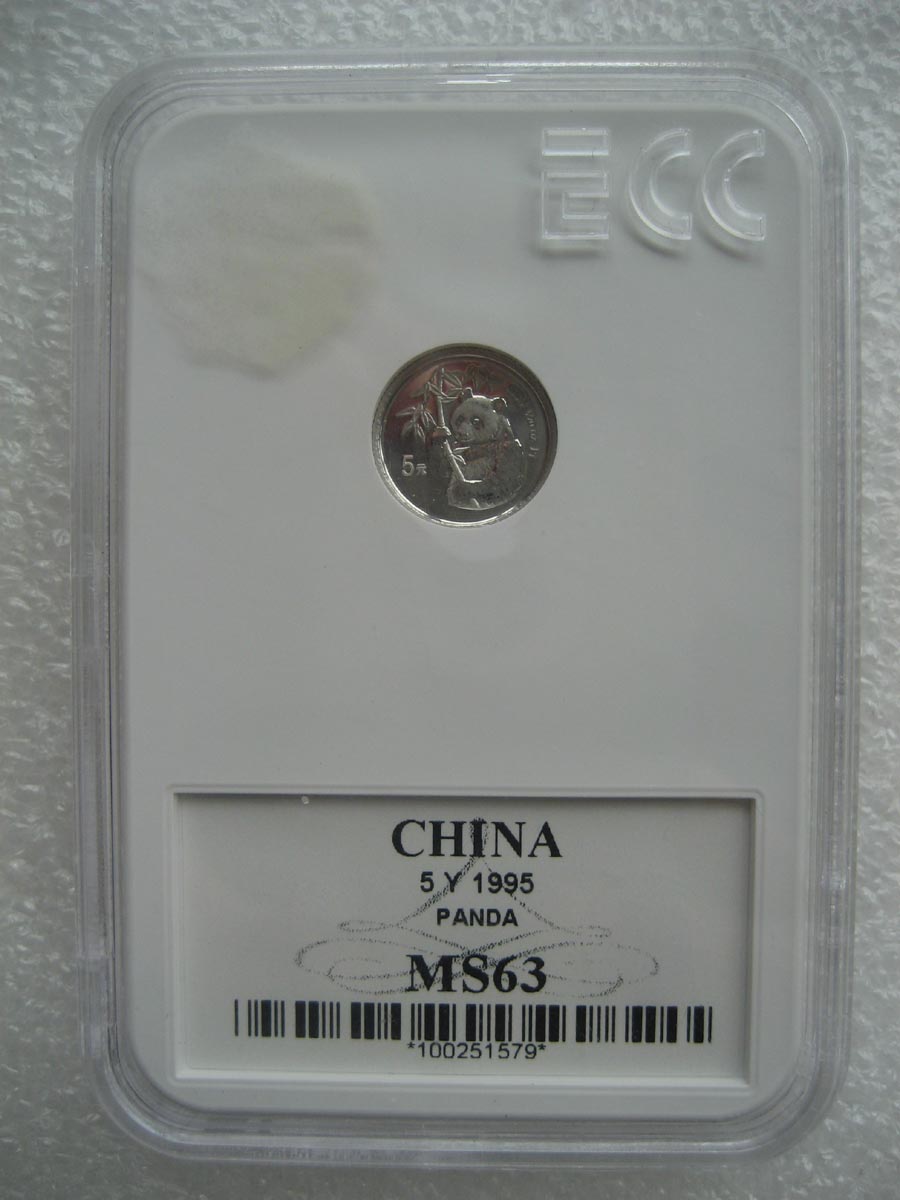 ECC
5元
CHINA
5 Y 1995
PANDA
MS63
*100251579*